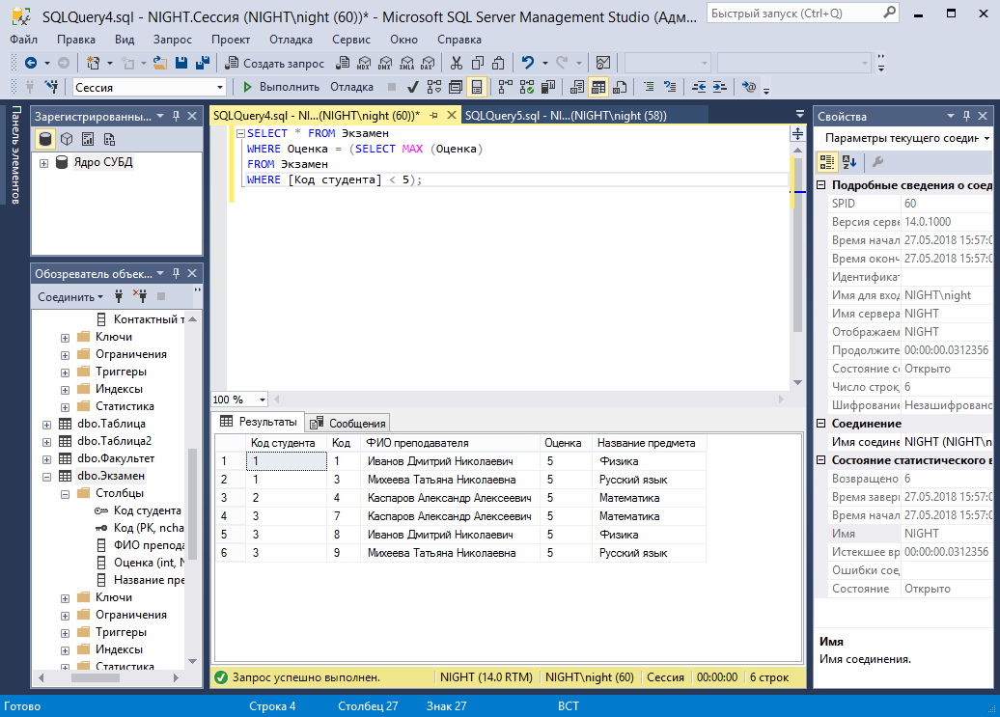 SQLQuery4.sql - NIGHT.Сессия (NIGHT\night (60))* - Microsoft SQL Server Management Studio (Адм...
Быстрый запуск (Ctrl+Q)
Файл Правка Вид Запрос Проект Отладка Сервис Окно Справка
Создать запрос MDX DMX XMLA DAX
Сессия Выполнить Отладка
Панель элементов
Зарегистрированны...
Ядро СУБД
Обозреватель объек...
Соединить
Контактный т
Ключи
Ограничения
Триггеры
Индексы
Статистика
dbo.Таблица
dbo.Таблица2
dbo.Факультет
dbo.Экзамен
Столбцы
Код студента
Код (PK, ncha
ФИО препода
Оценка (int, N
Название пре
Ключи
Ограничения
Триггеры
Индексы
Статистика
SQLQuery4.sql - NI...(NIGHT\night (60))* SQLQuery5.sql - NI...(NIGHT\night (58))
SELECT * FROM Экзамен
WHERE Оценка = (SELECT MAX (Оценка)
FROM Экзамен
WHERE [Код студента] < 5);
100 %
Результаты Сообщения
Код студента Код ФИО преподавателя Оценка Название предмета
1 1 1 Иванов Дмитрий Николаевич 5 Физика
2 1 3 Михеева Татьяна Николаевна 5 Русский язык
3 2 4 Каспаров Александр Алексеевич 5 Математика
4 3 7 Каспаров Александр Алексеевич 5 Математика
5 3 8 Иванов Дмитрий Николаевич 5 Физика
6 3 9 Михеева Татьяна Николаевна 5 Русский язык
Запрос успешно выполнен. NIGHT (14.0 RTM) NIGHT\night (60) Сессия 00:00:00 6 строк
Свойства
Параметры текущего соедин
Подробные сведения о соед
SPID 60
Версия серве 14.0.1000
Время начал 27.05.2018 15:57:0
Время оконч 27.05.2018 15:57:0
Идентификат
Имя для вход NIGHT\night
Имя сервера NIGHT
Отображаем NIGHT
Продолжите 00:00:00.0312356
Состояние со Открыто
Число строк, 6
Шифрование Незашифрованс
Соединение
Имя соедине NIGHT (NIGHT\n
Состояние статистического в
Возвращено 6
Время завер 27.05.2018 15:57:0
Время начал 27.05.2018 15:57:0
Имя NIGHT
Истекшее вр 00:00:00.0312356
Ошибки соед
Состояние Открыто
Имя
Имя соединения.
Готово Строка 4 Столбец 27 Знак 27 ВСТ